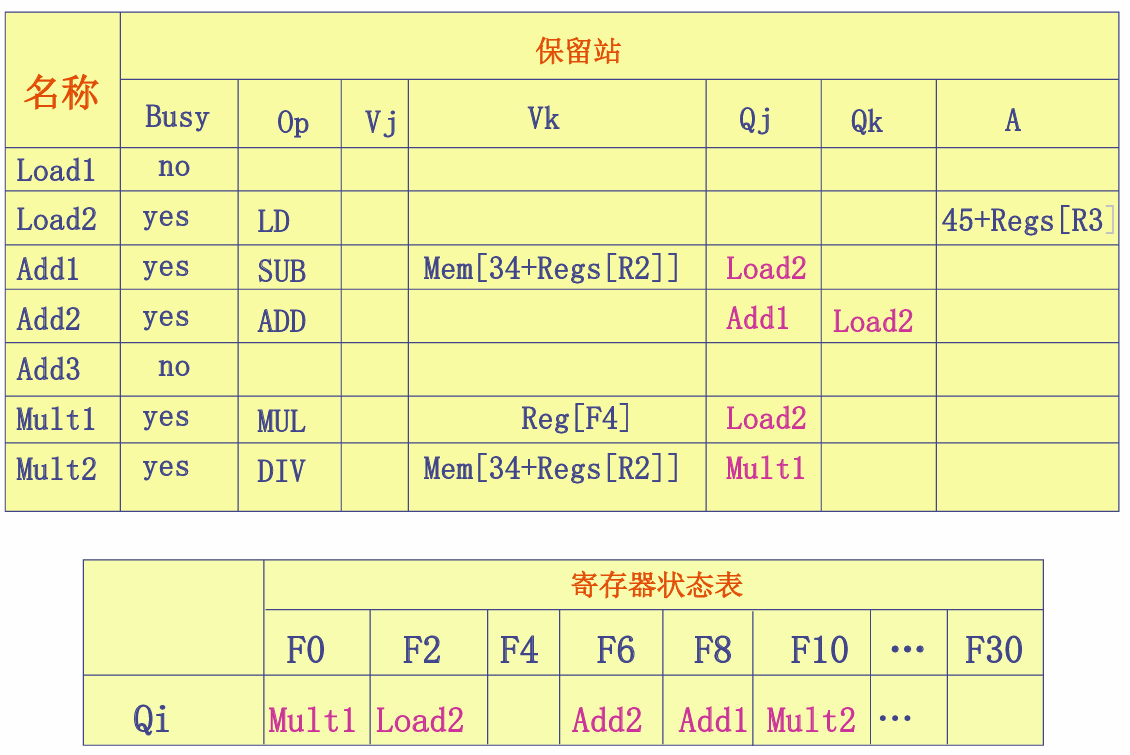 名称 保留站
Busy Op Vj Vk Qj Qk A
Load1 no
Load2 yes LD 45+Regs[R3]
Add1 yes SUB Mem[34+Regs[R2]] Load2
Add2 yes ADD Add1 Load2
Add3 no
Mult1 yes MUL Reg[F4] Load2
Mult2 yes DIV Mem[34+Regs[R2]] Mult1
寄存器状态表
F0 F2 F4 F6 F8 F10 … F30
Qi Mult1 Load2 Add2 Add1 Mult2 …